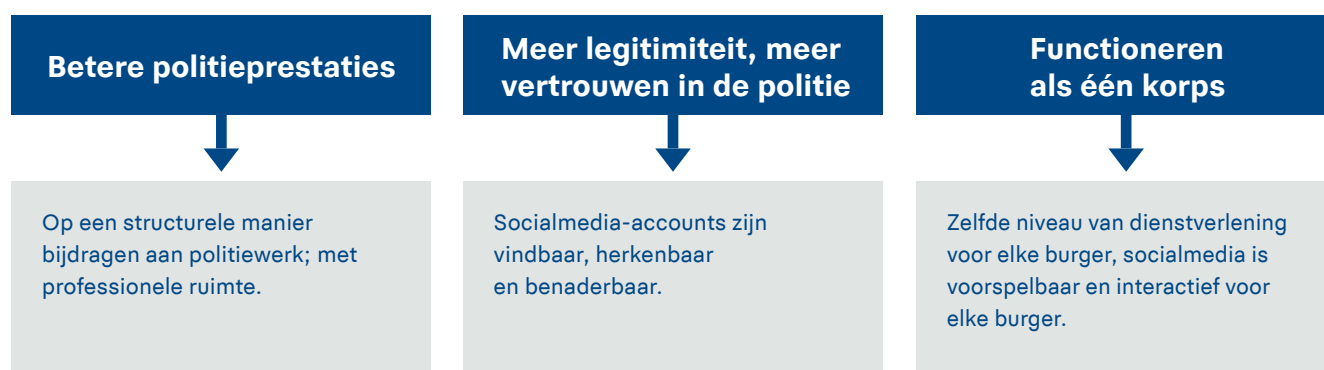 Betere politieprestaties
Meer legitimiteit, meer
vertrouwen in de politie
Functioneren
als één korps
Op een structurele manier
bijdragen aan politiewerk; met
professionele ruimte.
Socialmedia-accounts zijn
vindbaar, herkenbaar
en benaderbaar.
Zelfde niveau van dienstverlening
voor elke burger, socialmedia is
voorspelbaar en interactief voor
elke burger.